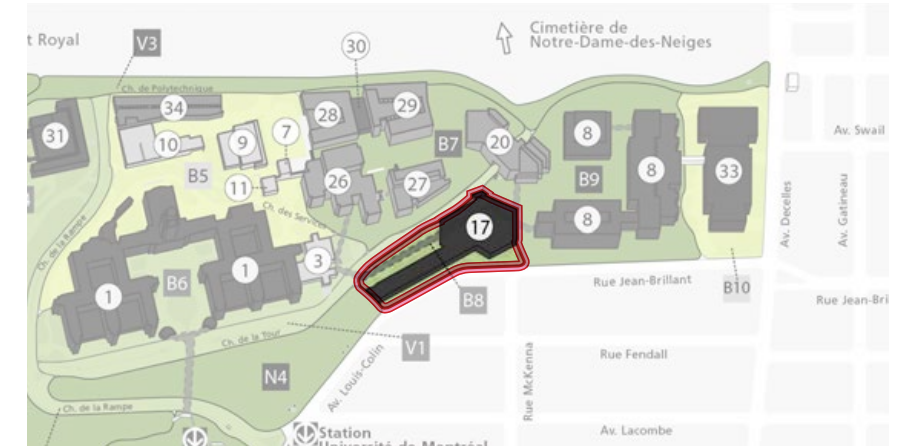 t Royal
V3
30
Cimetière de
Notre-Dame-des-Neiges
Ch. de Polytechnique
34
28
29
31
10
9
7
20
8
8
33
Av. Swail
B7
B5
11
26
27
B9
Av. Decelles
Av. Gatineau
Ch. de la Rampe
Ch. des Services
17
8
3
1
1
B6
B8
Rue Jean-Brillant
B10
Rue Jean-Bri
Ch. de la Tour
V1
N4
Av. Louis-Colin
Rue McKenna
Rue Fendall
Ch. de la Rampe
Station
Université de Montréal
Av. Lacombe